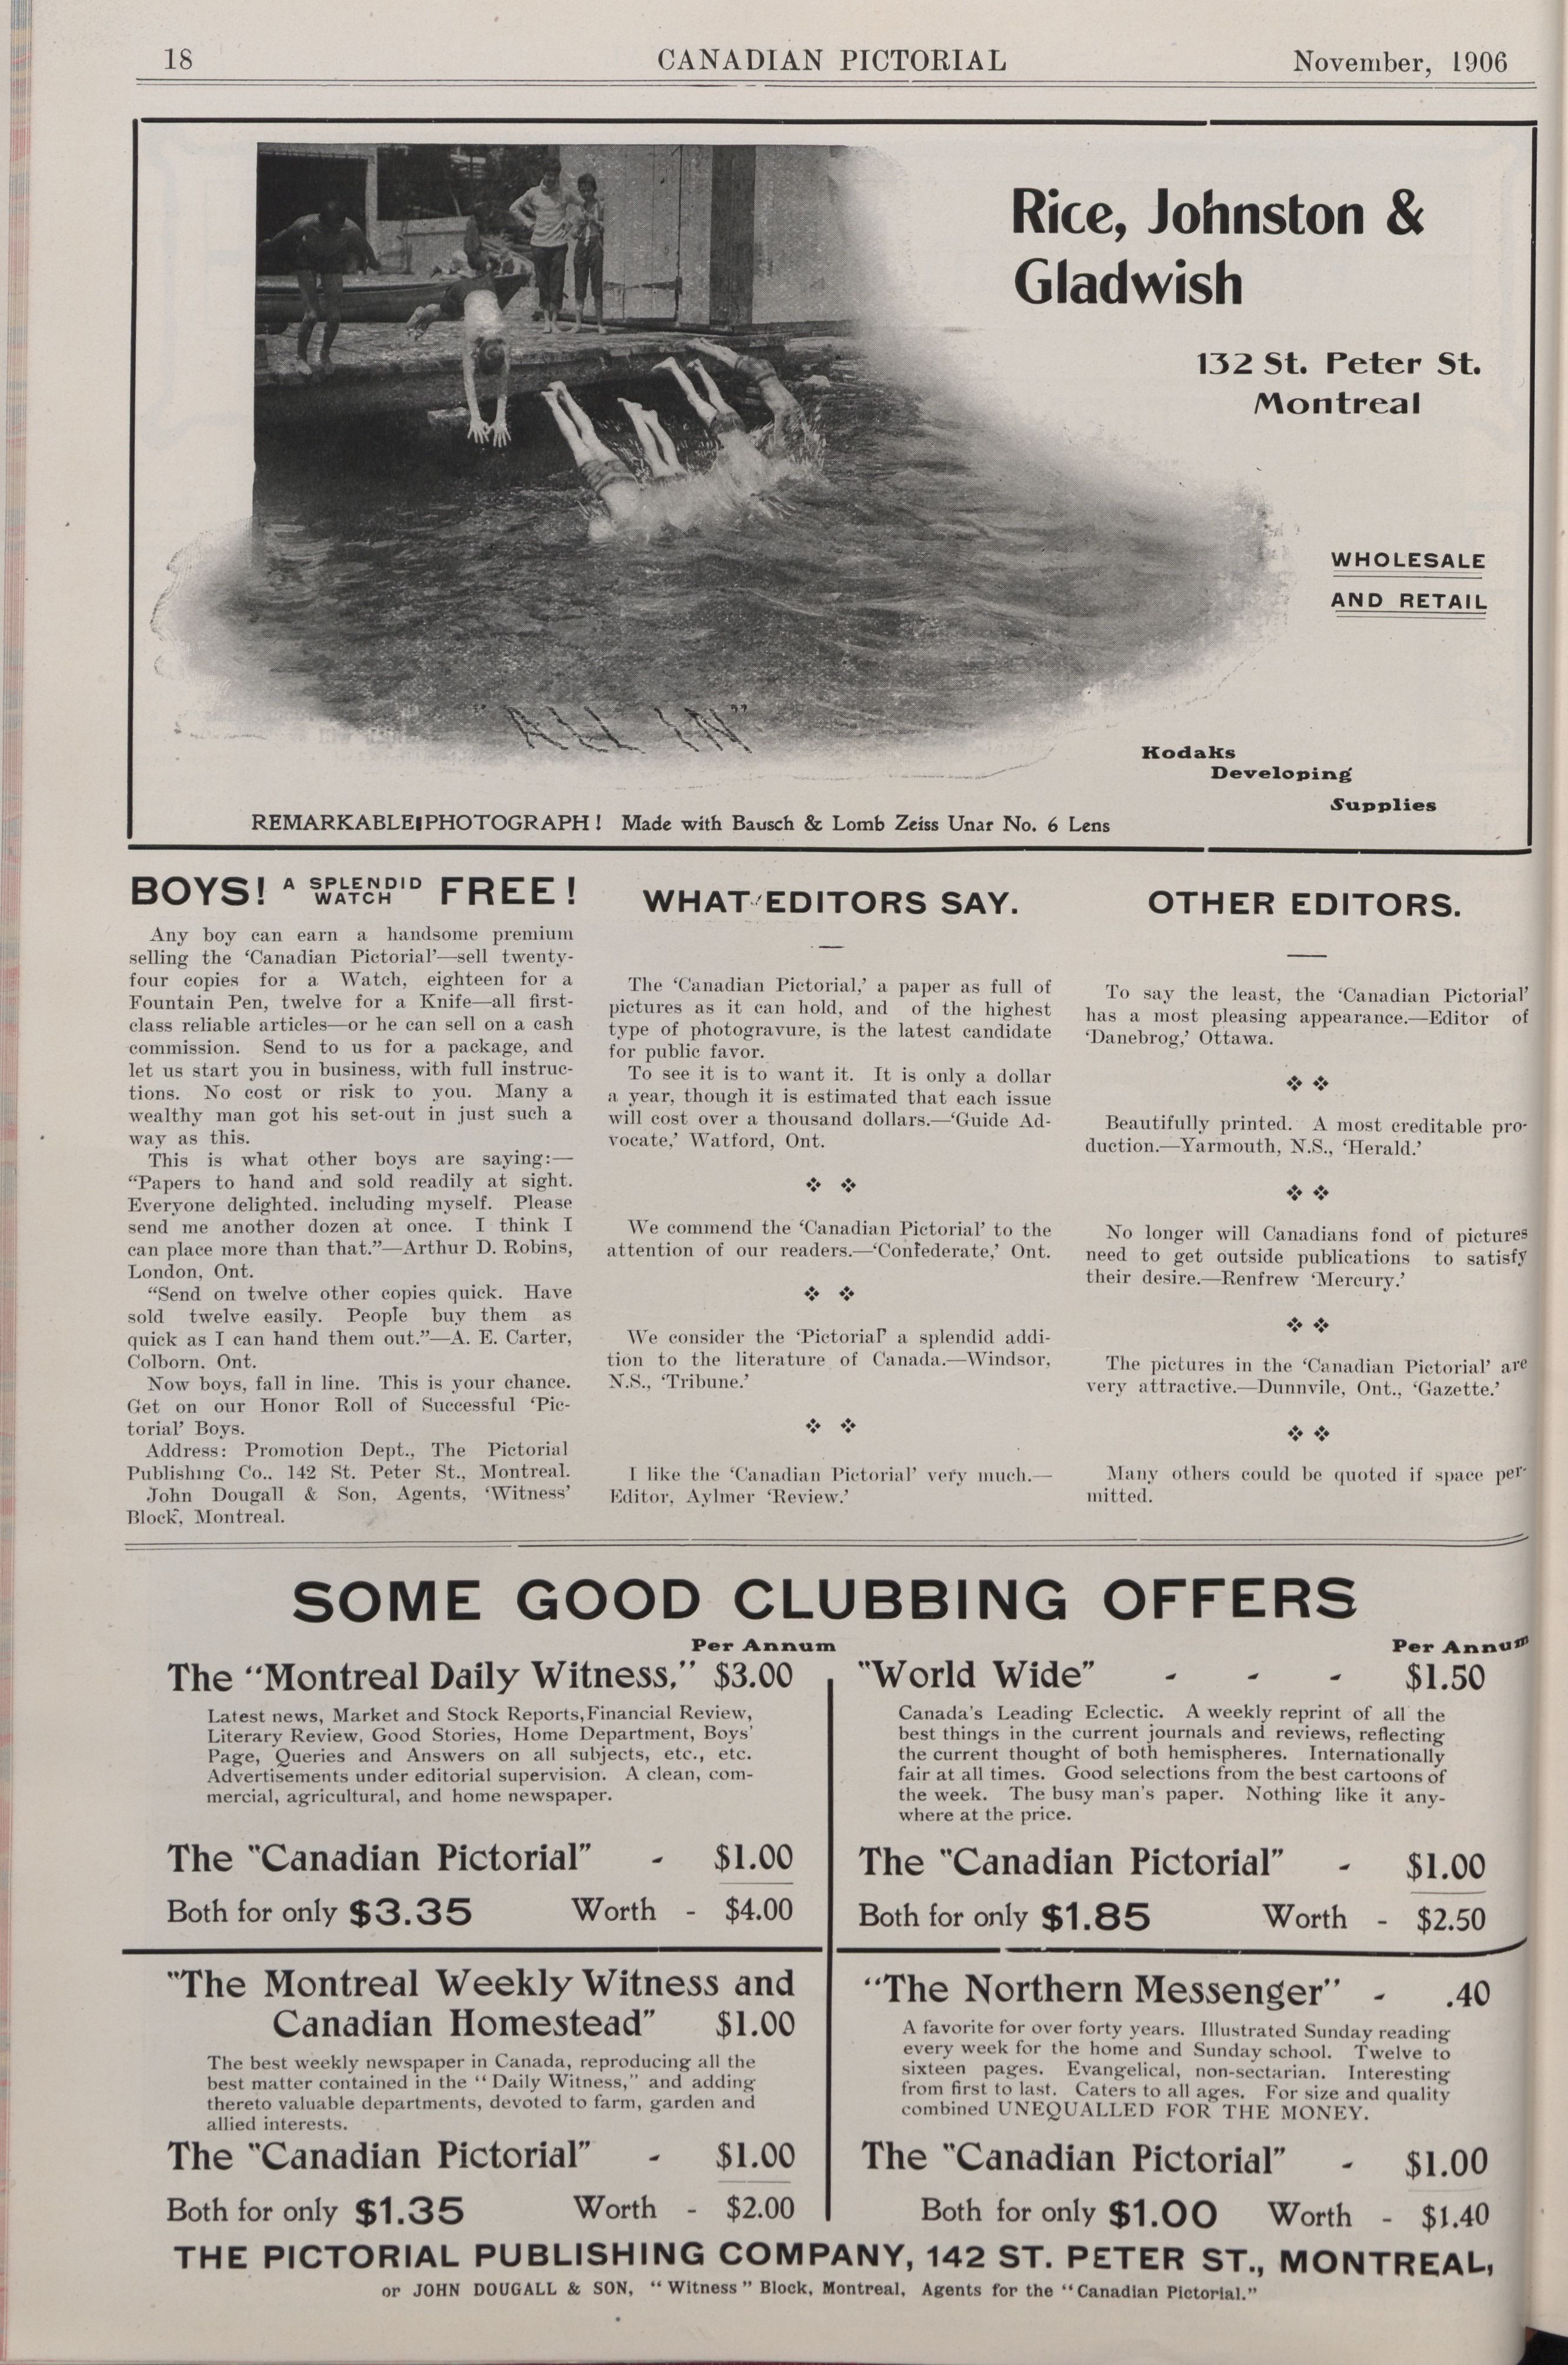 18
CANADIAN PICTORIAL
November, 1906
Rice, Johnston &
Gladwish
132 St. Peter St.
Montreal
WHOLESALE
AND RETAIL
"ALL IN"
Kodaks
Developing
Supplies
REMARKABLE PHOTOGRAPH! Made with Bausch & Lomb Zeiss Unar No. 6 Lens
BOYS! A SPLENDID WATCH FREE!
Any boy can earn a handsome premium
selling the 'Canadian Pictorial'—sell twenty-
four copies for a Watch, eighteen for a
Fountain Pen, twelve for a Knife—all first-
class reliable articles—or he can sell on a cash
commission. Send to us for a package, and
let us start you in business, with full instruc-
tions. No cost or risk to you. Many a
wealthy man got his set-out in just such a
way as this.
This is what other boys are saying:—
"Papers to hand and sold readily at sight.
Everyone delighted. including myself. Please
send me another dozen at once. I think I
can place more than that."—Arthur D. Robins,
London, Ont.
"Send on twelve other copies quick. Have
sold twelve easily. People buy them as
quick as I can hand them out."—A. E. Carter,
Colborn. Ont.
Now boys, fall in line. This is your chance.
Get on our Honor Roll of Successful 'Pic-
torial' Boys.
Address: Promotion Dept., The Pictorial
Publishing Co.. 142 St. Peter St., Montreal.
John Dougall & Son, Agents, 'Witness'
Block, Montreal.
WHAT EDITORS SAY.
The 'Canadian Pictorial,' a paper as full of
pictures as it can hold, and of the highest
type of photogravure, is the latest candidate
for public favor.
To see it is to want it. It is only a dollar
a year, though it is estimated that each issue
will cost over a thousand dollars.—'Guide Ad-
vocate,' Watford, Ont.
We commend the 'Canadian Pictorial' to the
attention of our readers.—'Confederate,' Ont.
We consider the 'Pictorial' a splendid addi-
tion to the literature of Canada.—Windsor,
N.S., 'Tribune.'
I like the 'Canadian Pictorial' very much.—
Editor, Aylmer 'Review.'
OTHER EDITORS.
To say the least, the 'Canadian Pictorial'
has a most pleasing appearance.—Editor of
'Danebrog,' Ottawa.
Beautifully printed. A most creditable pro-
duction.—Yarmouth, N.S., 'Herald.'
No longer will Canadians fond of pictures
need to get outside publications to satisfy
their desire.—Renfrew 'Mercury.'
The pictures in the 'Canadian Pictorial' are
very attractive.—Dunnvile, Ont., 'Gazette.'
Many others could be quoted if space per-
mitted.
SOME GOOD CLUBBING OFFERS
Per Annum
The "Montreal Daily Witness," $3.00
Latest news, Market and Stock Reports, Financial Review,
Literary Review, Good Stories, Home Department, Boys'
Page, Queries and Answers on all subjects, etc., etc.
Advertisements under editorial supervision. A clean, com-
mercial, agricultural, and home newspaper.
The "Canadian Pictorial" - $1.00
Both for only $3.35 Worth - $4.00
Per Annum
"World Wide" - - - $1.50
Canada's Leading Eclectic. A weekly reprint of all the
best things in the current journals and reviews, reflecting
the current thought of both hemispheres. Internationally
fair at all times. Good selections from the best cartoons of
the week. The busy man's paper. Nothing like it any-
where at the price.
The "Canadian Pictorial" - $1.00
Both for only $1.85 Worth - $2.50
"The Montreal Weekly Witness and
Canadian Homestead" $1.00
The best weekly newspaper in Canada, reproducing all the
best matter contained in the "Daily Witness," and adding
thereto valuable departments, devoted to farm, garden and
allied interests.
The "Canadian Pictorial" - $1.00
Both for only $1.35 Worth - $2.00
"The Northern Messenger" - .40
A favorite for over forty years. Illustrated Sunday reading
every week for the home and Sunday school. Twelve to
sixteen pages. Evangelical, non-sectarian. Interesting
from first to last. Caters to all ages. For size and quality
combined UNEQUALLED FOR THE MONEY.
The "Canadian Pictorial" - $1.00
Both for only $1.00 Worth - $1.40
THE PICTORIAL PUBLISHING COMPANY, 142 ST. PETER ST., MONTREAL,
or JOHN DOUGALL & SON, "Witness" Block, Montreal, Agents for the "Canadian Pictorial."